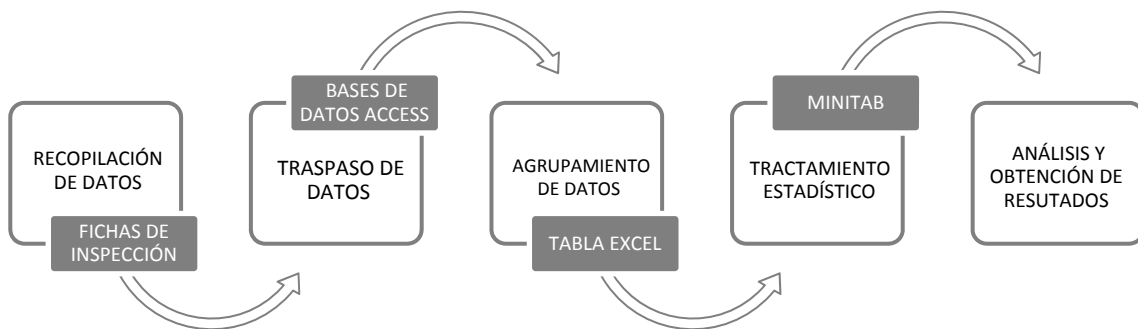 RECOPILACIÓN
DE DATOS
FICHAS DE
INSPECCIÓN
BASES DE
DATOS ACCESS
TRASPASO DE
DATOS
AGRUPAMIENTO
DE DATOS
TABLA EXCEL
MINITAB
TRACTAMIENTO
ESTADÍSTICO
ANÁLISIS Y
OBTENCIÓN DE
RESUTADOS